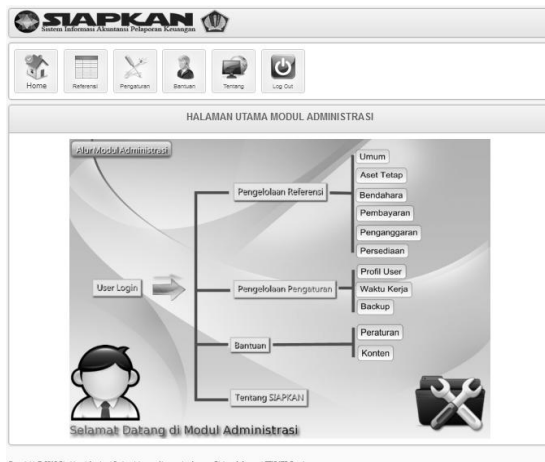 SIAPKAN
Sistem Informasi Akuntansi Pelaporan Keuangan
Home
Referensi
Pengaturan
Bantuan
Tentang
Log Out
HALAMAN UTAMA MODUL ADMINISTRASI
Alur Modul Administrasi
User Login
Pengelolaan Referensi
Umum
Aset Tetap
Bendahara
Pembayaran
Penganggaran
Persediaan
Pengelolaan Pengaturan
Profil User
Waktu Kerja
Backup
Bantuan
Peraturan
Konten
Tentang SIAPKAN
Selamat Datang di Modul Administrasi